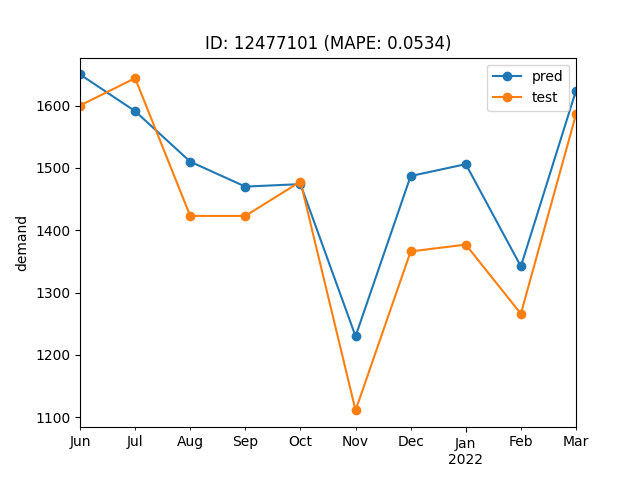 ID: 12477101 (MAPE: 0.0534)
pred
test
demand
1600
1500
1400
1300
1200
1100
Jun Jul Aug Sep Oct Nov Dec Jan Feb Mar
2022